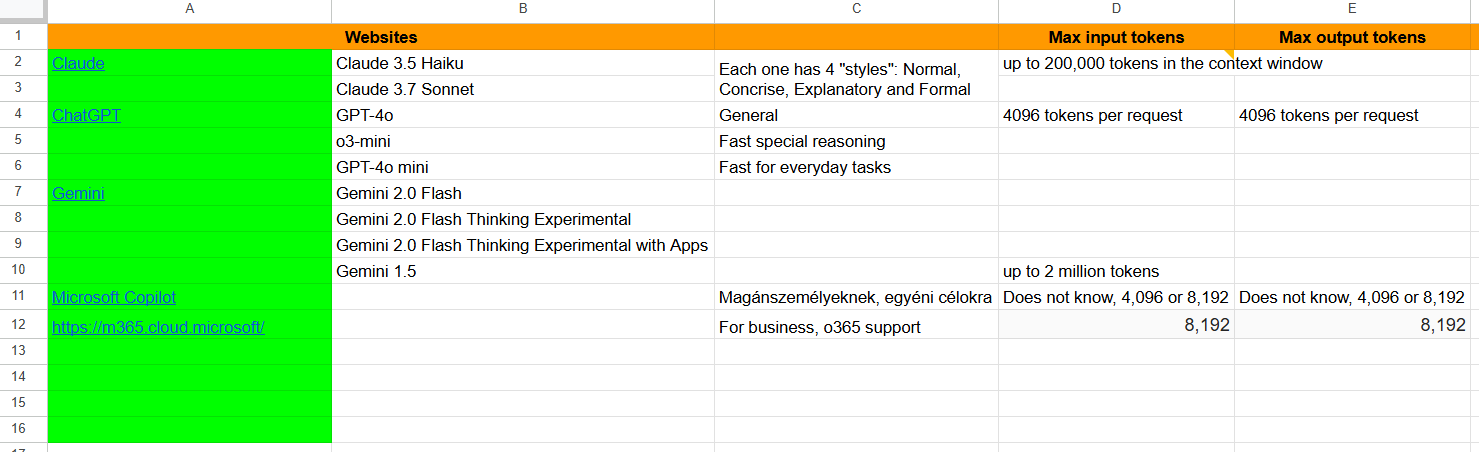 A B C D E
1 Websites Max input tokens Max output tokens
2 Claude Claude 3.5 Haiku Each one has 4 "styles": Normal, up to 200,000 tokens in the context window
3 Claude 3.7 Sonnet Concrise, Explanatory and Formal
4 ChatGPT GPT-4o General 4096 tokens per request 4096 tokens per request
5 o3-mini Fast special reasoning
6 GPT-4o mini Fast for everyday tasks
7 Gemini Gemini 2.0 Flash
8 Gemini 2.0 Flash Thinking Experimental
9 Gemini 2.0 Flash Thinking Experimental with Apps
10 Gemini 1.5 up to 2 million tokens
11 Microsoft Copilot Magánszemélyeknek, egyéni célokra Does not know, 4,096 or 8,192 Does not know, 4,096 or 8,192
12 https://m365.cloud.microsoft/ For business, o365 support 8,192 8,192
13
14
15
16